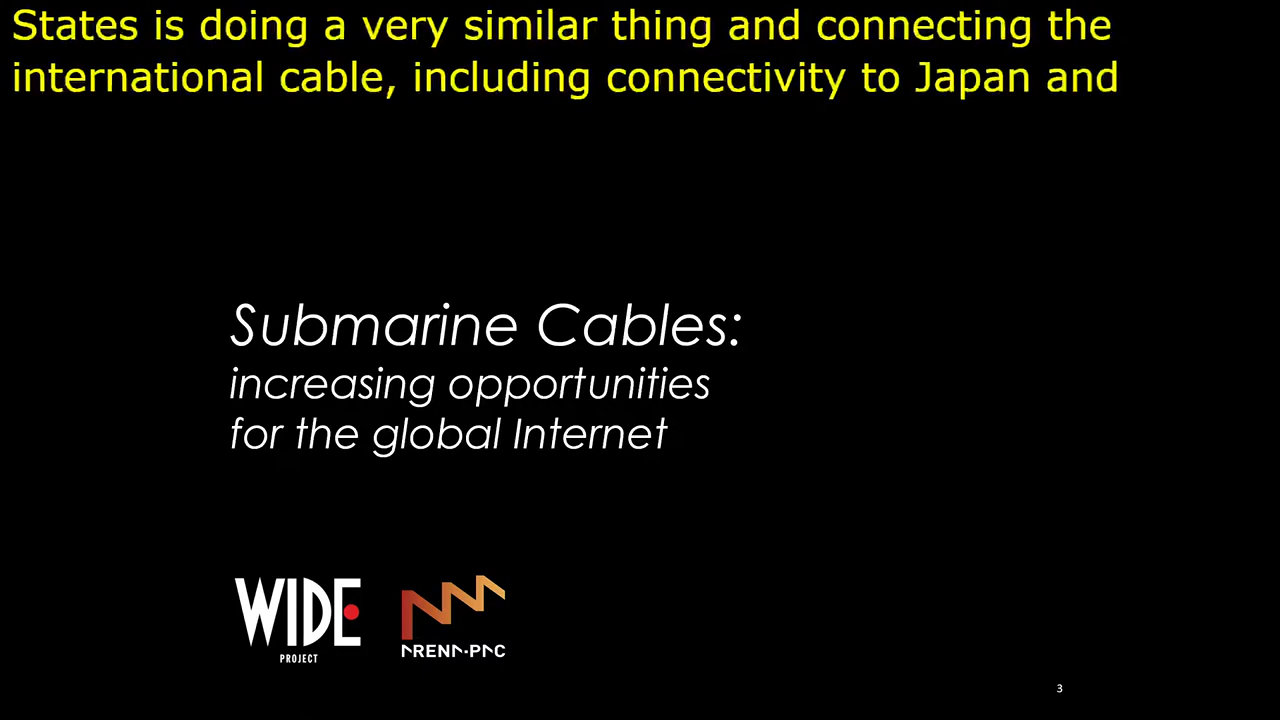 States is doing a very similar thing and connecting the
international cable, including connectivity to Japan and
Submarine Cables:
increasing opportunities
for the global Internet
WIDE
PROJECT
ARENA-PAC
3